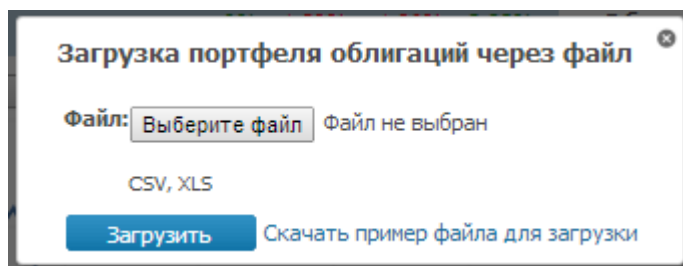 Загрузка портфеля облигаций через файл
Файл: Выберите файл Файл не выбран
CSV, XLS
Загрузить Скачать пример файла для загрузки